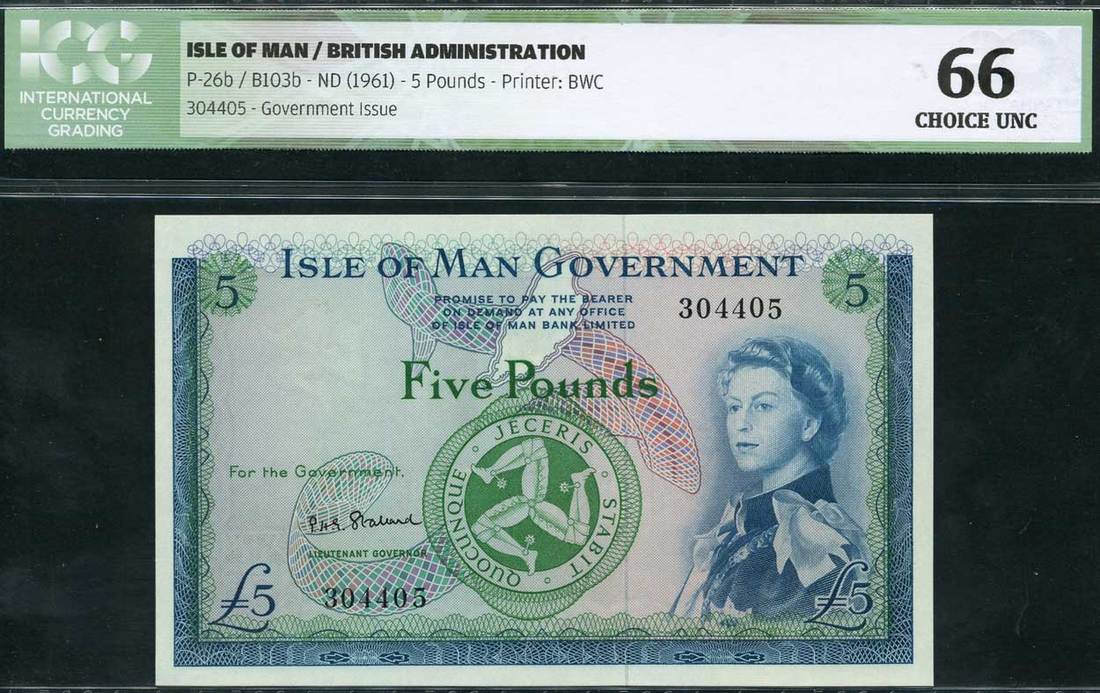 ICG
INTERNATIONAL
CURRENCY
GRADING
ISLE OF MAN / BRITISH ADMINISTRATION
P-26b / B103b - ND (1961) - 5 Pounds - Printer: BWC
304405 - Government Issue
66
CHOICE UNC
ISLE OF MAN GOVERNMENT
5
5
PROMISE TO PAY THE BEARER
ON DEMAND AT ANY OFFICE
OF ISLE OF MAN BANK LIMITED
304405
Five Pounds
QUOCUNQUE · JECERIS · STABIT
For the Government.
LIEUTENANT GOVERNOR
£5
304405
£5